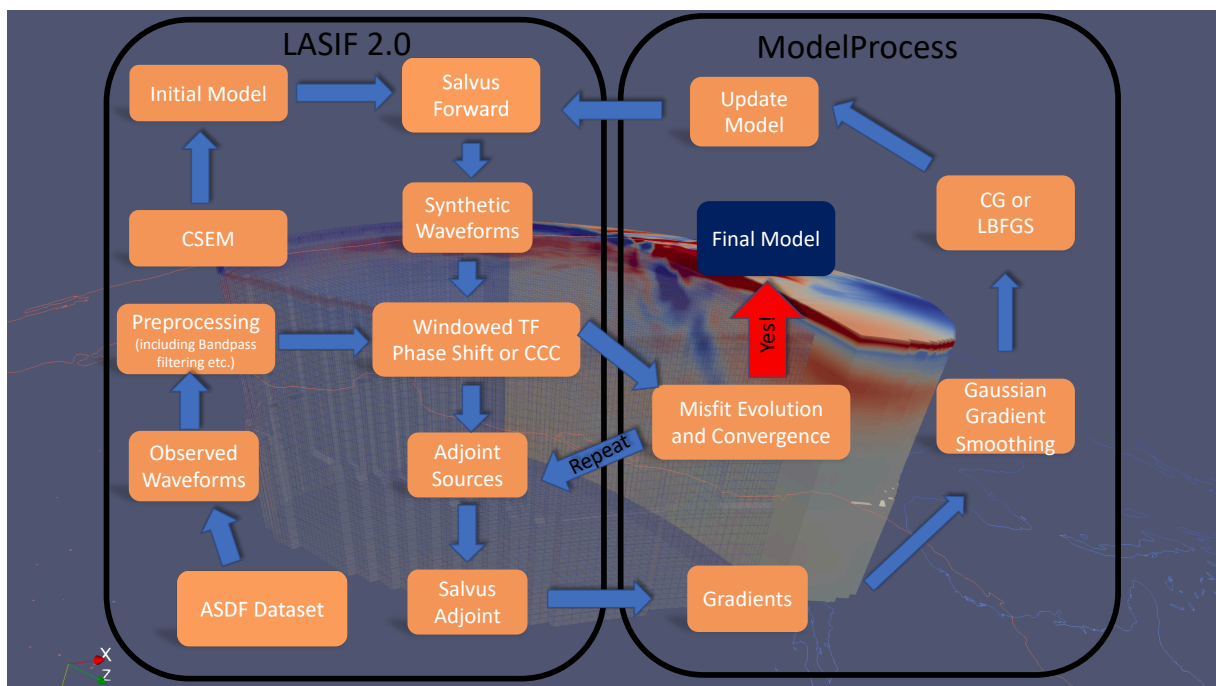 LASIF 2.0
ModelProcess
Initial Model
Salvus
Forward
Update
Model
CSEM
Synthetic
Waveforms
Final Model
CG or
LBFGS
Preprocessing
(including Bandpass
filtering etc.)
Windowed TF
Phase Shift or CCC
Yes!
Misfit Evolution
and Convergence
Gaussian
Gradient
Smoothing
Observed
Waveforms
Adjoint
Sources
Repeat
ASDF Dataset
Salvus
Adjoint
Gradients
X
Z